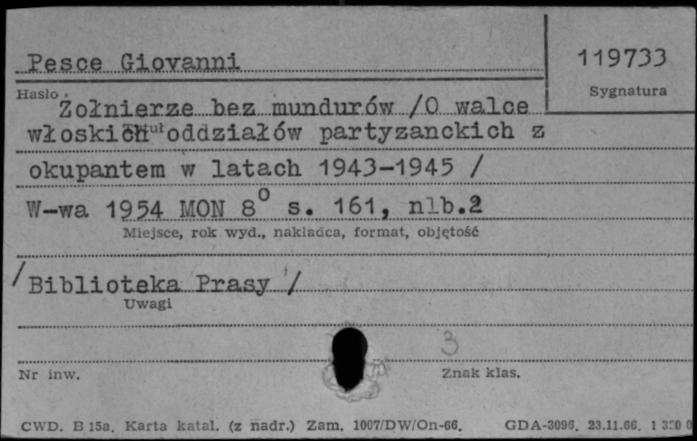 Pesce Giovanni
119733
Hasło
Sygnatura
Żołnierze bez mundurów /O walce
włoskich oddziałów partyzanckich z
okupantem w latach 1943-1945 /
W-wa 1954 MON 8° s. 161, nlb.2
Miejsce, rok wyd., nakładca, format, objętość
/Biblioteka Prasy /
Uwagi
3
Nr inw.
Znak klas.
CWD. B 15a. Karta katal. (z nadr.) Zam. 1007/DW/On-66. GDA-3096. 23.11.66.